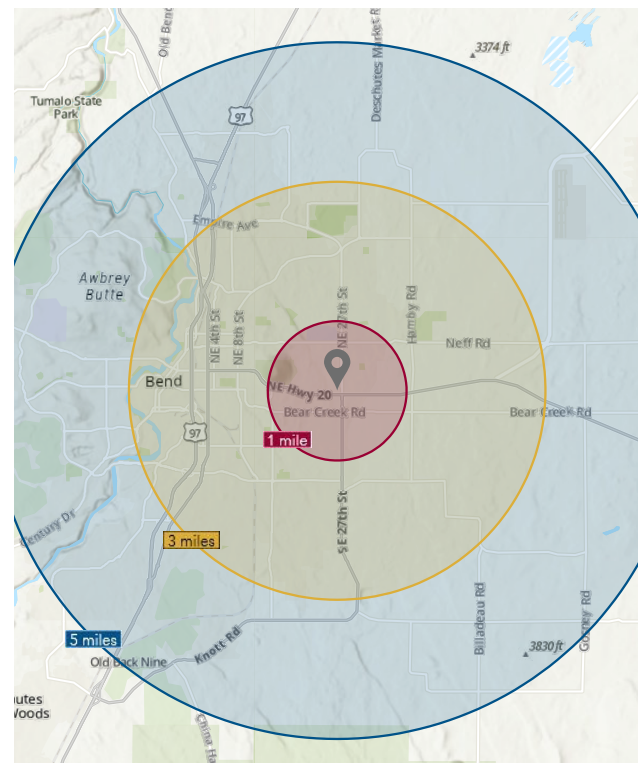 Old Bend
Deschutes Market R
3374 ft
Tumalo State
Park
97
Empire Ave
Awbrey
Butte
NE 4th St
NE 8th St
NE 27th St
Hamby Rd
Neff Rd
Bend
NE Hwy 20
Bear Creek Rd
Bear Creek Rd
97
1 mile
SE 27th St
Century Dr
3 miles
Billadeau Rd
Gosney Rd
5 miles
Knott Rd
3830 ft
Old Back Nine
utes
Woods
China Ha